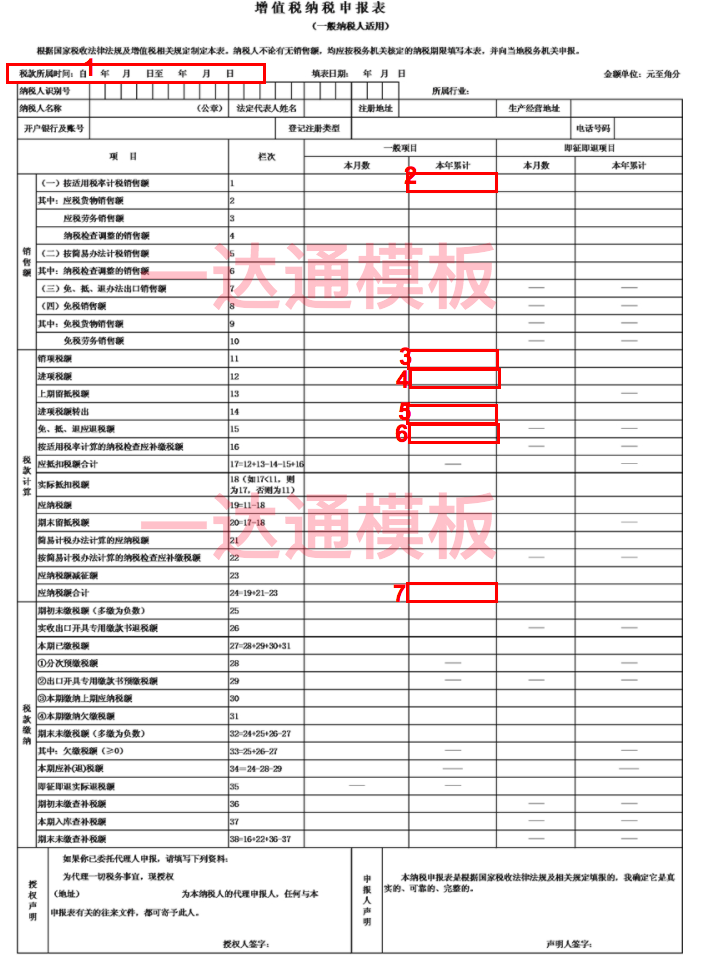 增值税纳税申报表
（一般纳税人适用）
根据国家税收法律法规及增值税相关规定制定本表。纳税人不论有无销售额，均应按税务机关核定的纳税期限填写本表，并向当地税务机关申报。
税款所属时间：自 年 月 日至 年 月 日 填表日期： 年 月 日 金额单位：元至角分
1
纳税人识别号 所属行业：
纳税人名称 （公章） 法定代表人姓名 注册地址 生产经营地址
开户银行及账号 登记注册类型 电话号码
项 目 栏次 一般项目 即征即退项目
本月数 本年累计 本月数 本年累计
销售额
（一）按适用税率计税销售额 1 2
其中：应税货物销售额 2
应税劳务销售额 3
纳税检查调整的销售额 4
（二）按简易办法计税销售额 5
其中：纳税检查调整的销售额 6
（三）免、抵、退办法出口销售额 7 —— ——
（四）免税销售额 8 —— ——
其中：免税货物销售额 9 —— ——
免税劳务销售额 10 —— ——
一达通模板
税款计算
销项税额 11 3
进项税额 12 4
上期留抵税额 13 ——
进项税额转出 14 5
免、抵、退应退税额 15 6 —— ——
按适用税率计算的纳税检查应补缴税额 16 —— ——
应抵扣税额合计 17=12+13-14-15+16 —— ——
实际抵扣税额 18（如17<11，则为17，否则为11）
应纳税额 19=11-18
期末留抵税额 20=17-18 ——
简易计税办法计算的应纳税额 21
按简易计税办法计算的纳税检查应补缴税额 22 —— ——
应纳税额减征额 23
应纳税额合计 24=19+21-23 7
一达通模板
税款缴纳
期初未缴税额（多缴为负数） 25
实收出口开具专用缴款书退税额 26 —— ——
本期已缴税额 27=28+29+30+31
①分次预缴税额 28 —— ——
②出口开具专用缴款书预缴税额 29 —— —— ——
③本期缴纳上期应纳税额 30
④本期缴纳欠缴税额 31
期末未缴税额（多缴为负数） 32=24+25+26-27
其中：欠缴税额（≥0） 33=25+26-27 —— ——
本期应补(退)税额 34=24-28-29 —— ——
即征即退实际退税额 35 —— ——
期初未缴查补税额 36 —— ——
本期入库查补税额 37 —— ——
期末未缴查补税额 38=16+22+36-37 —— ——
授权声明
如果你已委托代理人申报，请填写下列资料：
为代理一切税务事宜，现授权
（地址） 为本纳税人的代理申报人，任何与本
申报表有关的往来文件，都可寄予此人。
授权人签字：
申报人声明
本纳税申报表是根据国家税收法律法规及相关规定填报的，我确定它是真
实的、可靠的、完整的。
声明人签字：